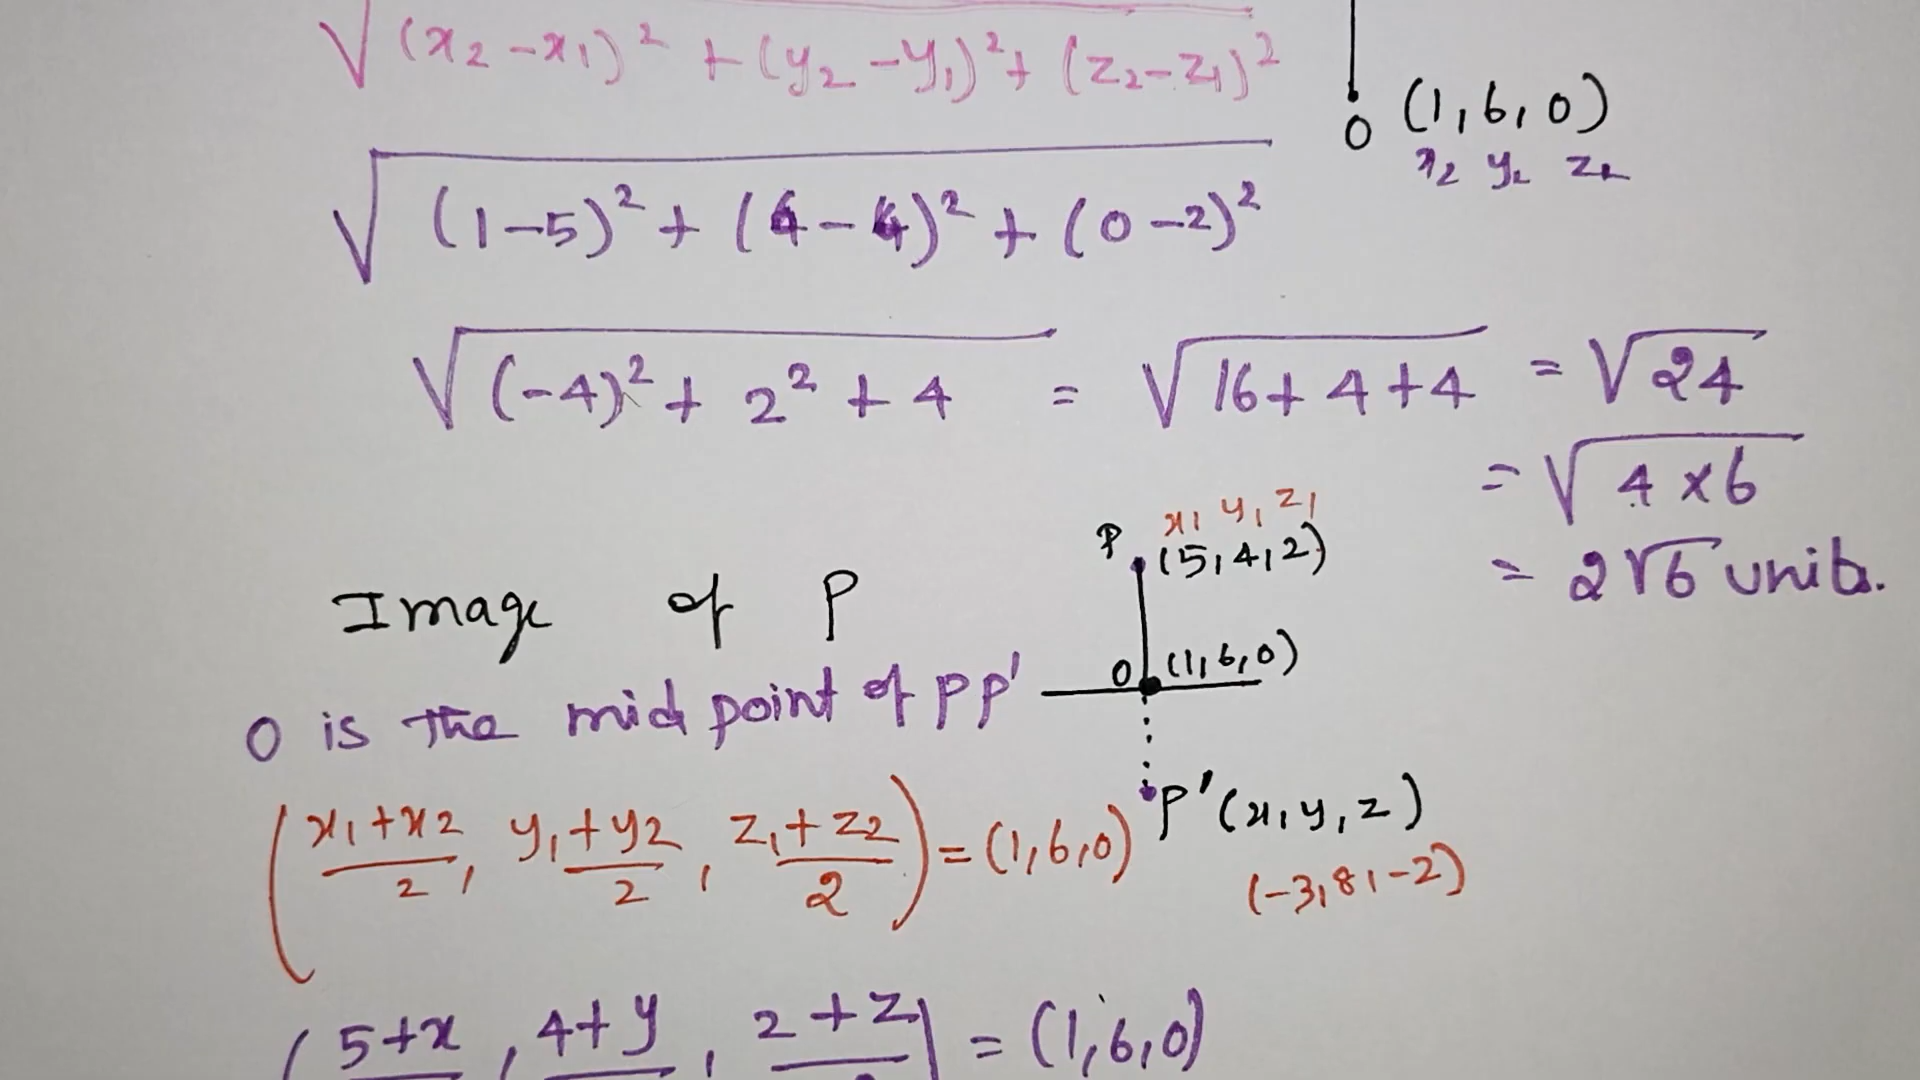 √(x₂-x₁)² + (y₂-y₁)² + (z₂-z₁)²
O (1, 6, 0)
x₂ y₂ z₂
√(1-5)² + (6-4)² + (0-2)²
√(-4)² + 2² + 4 = √16+4+4 = √24
= √4×6
= 2√6 units.
x₁ y₁ z₁
P (5, 4, 2)
Image of P
O (1, 6, 0)
O is the mid point of PP'
P'(x, y, z)
(x₁+x₂/2, y₁+y₂/2, z₁+z₂/2) = (1, 6, 0)
(-3, 8, -2)
(5+x, 4+y, 2+z) = (1, 6, 0)